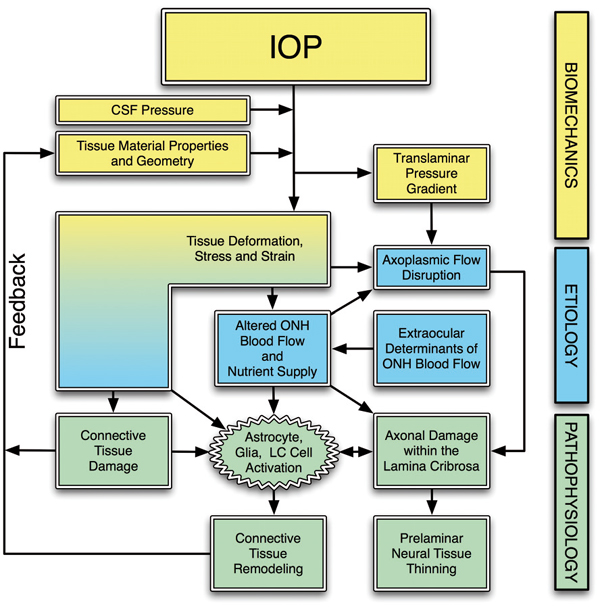 IOP
CSF Pressure
Tissue Material Properties
and Geometry
Translaminar
Pressure
Gradient
Tissue Deformation,
Stress and Strain
Axoplasmic Flow
Disruption
Altered ONH
Blood Flow
and
Nutrient Supply
Extraocular
Determinants of
ONH Blood Flow
Connective
Tissue
Damage
Astrocyte,
Glia, LC Cell
Activation
Axonal Damage
within the
Lamina Cribrosa
Connective
Tissue
Remodeling
Prelaminar
Neural Tissue
Thinning
Feedback
BIOMECHANICS
ETIOLOGY
PATHOPHYSIOLOGY